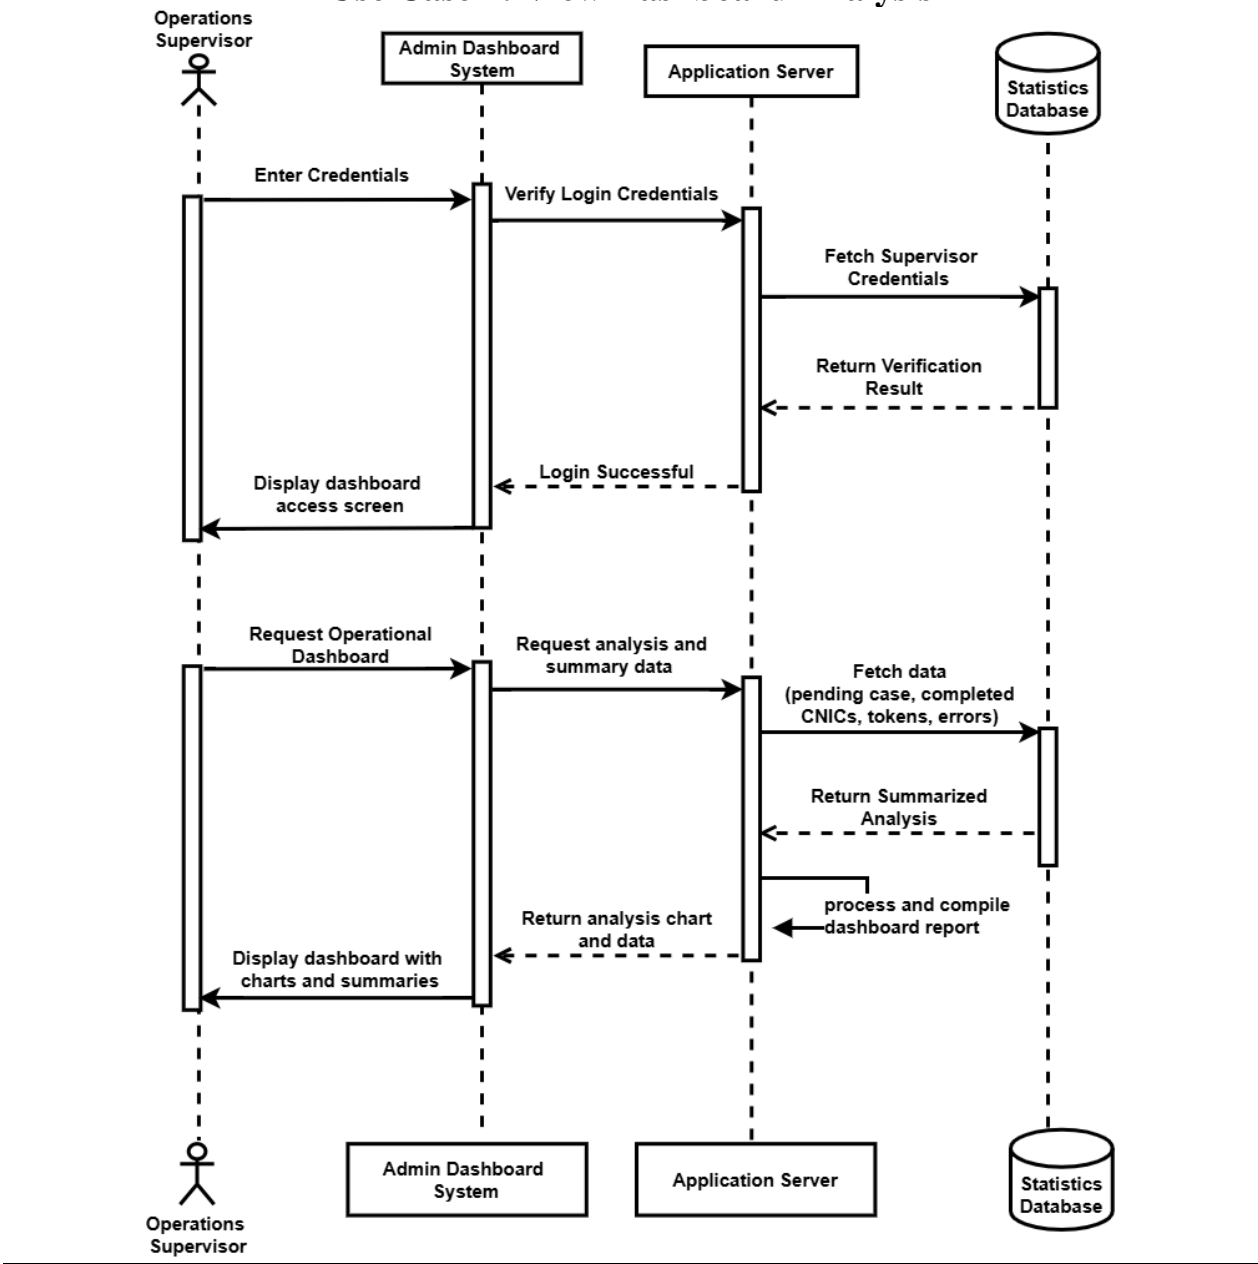 Operations
Supervisor
Admin Dashboard
System
Application Server
Statistics
Database
Enter Credentials
Verify Login Credentials
Fetch Supervisor
Credentials
Return Verification
Result
Login Successful
Display dashboard
access screen
Request Operational
Dashboard
Request analysis and
summary data
Fetch data
(pending case, completed
CNICs, tokens, errors)
Return Summarized
Analysis
process and compile
dashboard report
Return analysis chart
and data
Display dashboard with
charts and summaries
Operations
Supervisor
Admin Dashboard
System
Application Server
Statistics
Database